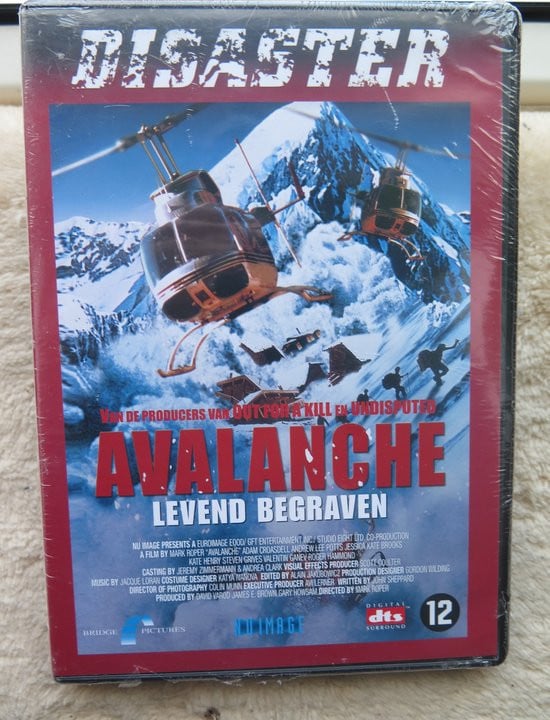 DISASTER
VAN DE PRODUCERS VAN OUT FOR A KILL EN UNDISPUTED
AVALANCHE
LEVEND BEGRAVEN
NU IMAGE PRESENTS A EUROIMAGE EOOD/ GFT ENTERTAINMENT INC./ STUDIO EIGHT LTD. CO-PRODUCTION
A FILM BY MARK ROPER "AVALANCHE" ADAM CROASDELL ANDREW LEE POTTS JESSICA KATE BROOKS
KATE HENRY STEVEN GRIVES VALENTIN GANEV ROGER HAMMOND
CASTING BY JEREMY ZIMMERMANN & ANDREA CLARK VISUAL EFFECTS PRODUCER SCOTT COULTER
MUSIC BY JACQUE LORAH COSTUME DESIGNER KATYA IVANOVA EDITED BY ALAIN JAKUBOWICZ PRODUCTION DESIGNER GORDON WILDING
DIRECTOR OF PHOTOGRAPHY COLIN MUNN EXECUTIVE PRODUCER AVI LERNER WRITTEN BY JOHN SHEPPARD
PRODUCED BY DAVID VAROD JAMES E. BROWN, GARY HOWSAM, DIRECTED BY MARK ROPER
BRIDGE PICTURES
NU IMAGE
DIGITAL
dts
SURROUND
12